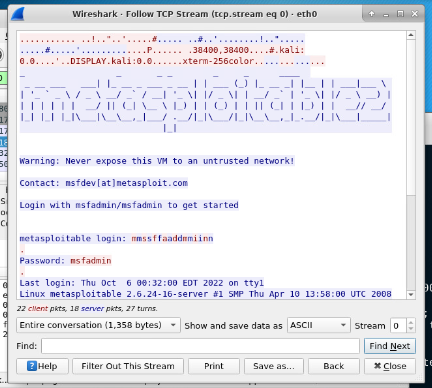 Wireshark - Follow TCP Stream (tcp.stream eq 0) - eth0
.......... ..!.."..'.....#..... ..#..'........!.."....
.....#.....'............P...... .38400,38400....#.kali:
0.0....'..DISPLAY.kali:0.0......xterm-256color............
Warning: Never expose this VM to an untrusted network!
Contact: msfdev[at]metasploit.com
Login with msfadmin/msfadmin to get started
metasploitable login: mmssffaaddmmiinn
.
Password: msfadmin
.
Last login: Thu Oct  6 00:32:00 EDT 2022 on tty1
Linux metasploitable 2.6.24-16-server #1 SMP Thu Apr 10 13:58:00 UTC 2008
22 client pkts, 18 server pkts, 27 turns.
Entire conversation (1,358 bytes) Show and save data as ASCII Stream 0
Find: Find Next
Help Filter Out This Stream Print Save as... Back Close